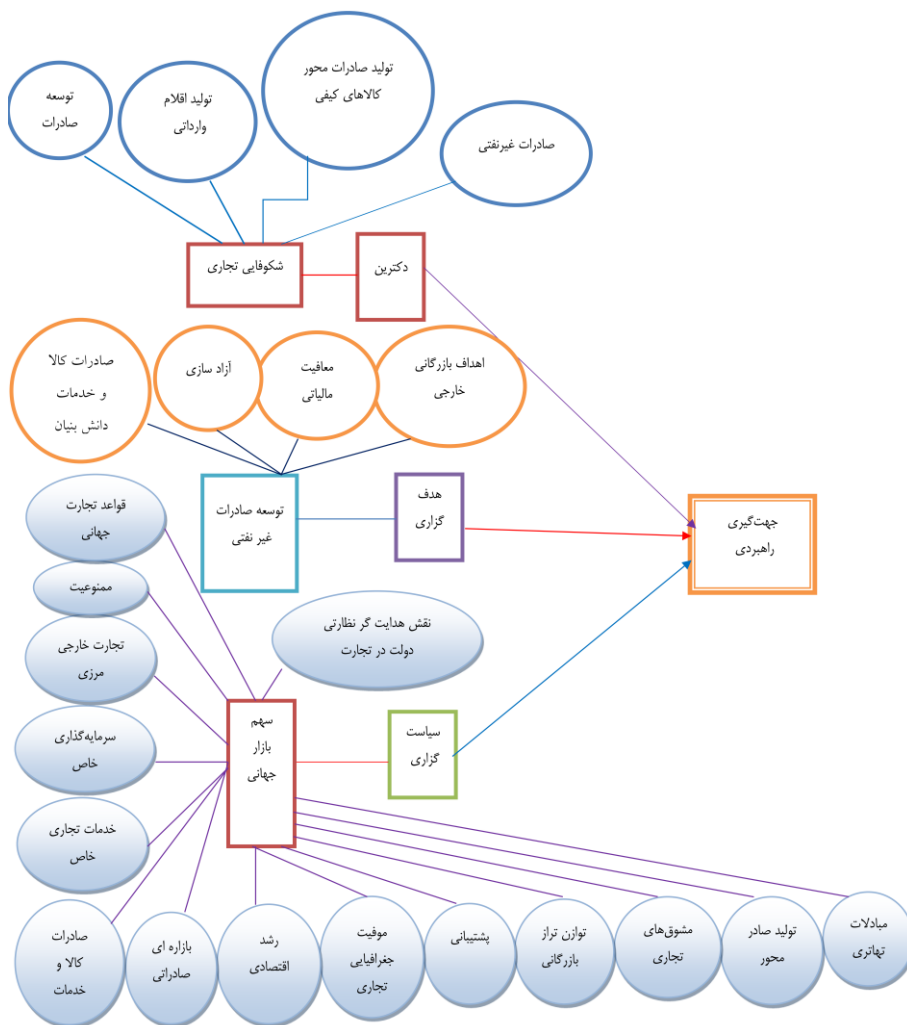 تولید صادرات محور
کالاهای کیفی
توسعه
صادرات
تولید اقلام
وارداتی
صادرات غیرنفتی
شکوفایی تجاری
دکترین
صادرات کالا
و خدمات
دانش بنیان
آزاد سازی
معافیت
مالیاتی
اهداف بازرگانی
خارجی
توسعه صادرات
غیر نفتی
هدف
گزاری
جهت‌گیری
راهبردی
قواعد تجارت
جهانی
ممنوعیت
تجارت خارجی
مرزی
سرمایه‌گذاری
خاص
خدمات تجاری
خاص
نقش هدایت گر نظارتی
دولت در تجارت
سهم
بازار
جهانی
سیاست
گزاری
صادرات
کالا و
خدمات
بازاره ای
صادراتی
رشد
اقتصادی
موفیت
جغرافیایی
تجاری
پشتیبانی
توازن تراز
بازرگانی
مشوق‌های
تجاری
تولید صادر
محور
مبادلات
تهاتری